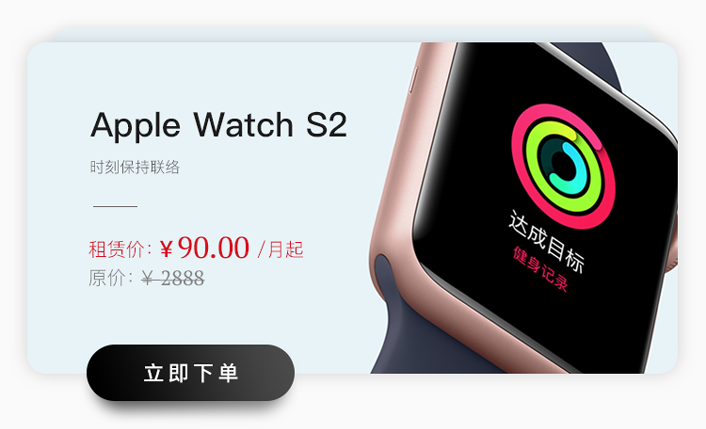 Apple Watch S2
时刻保持联络
租赁价：￥90.00 /月起
原价：￥2888
达成目标
健身记录
立即下单